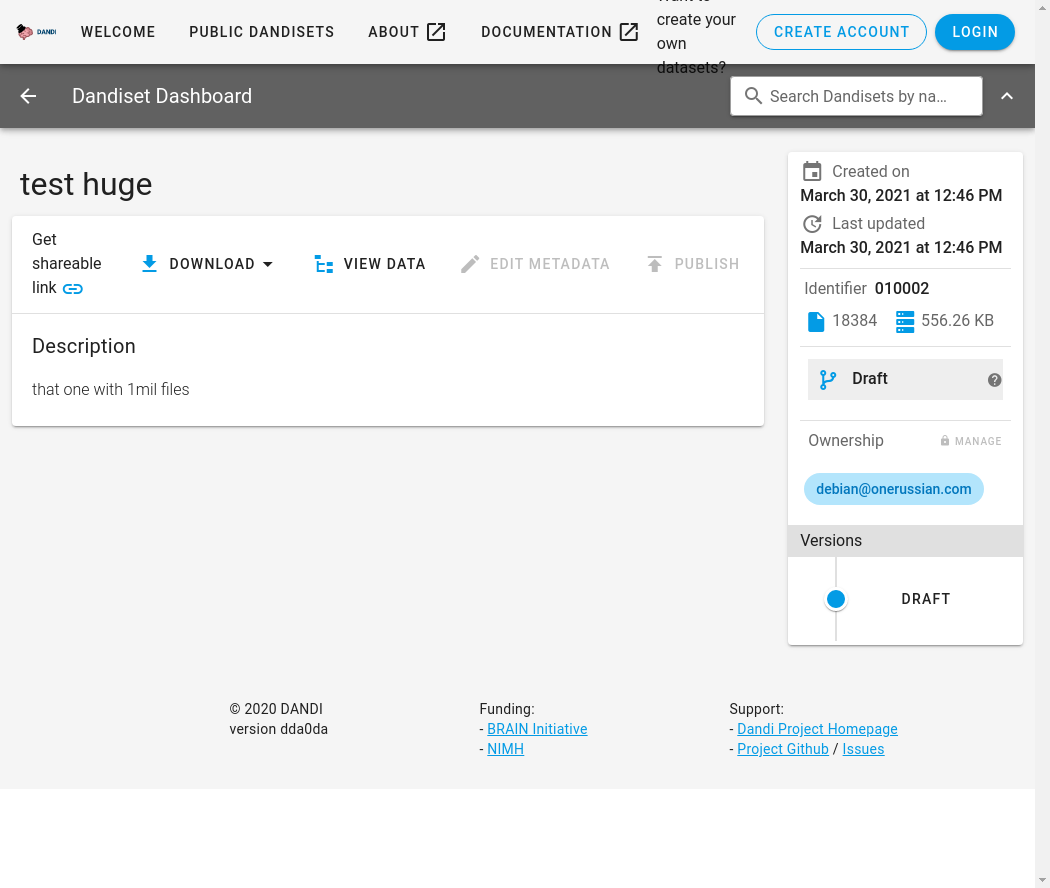 DANDI
WELCOME
PUBLIC DANDISETS
ABOUT
DOCUMENTATION
create your
own
datasets?
CREATE ACCOUNT
LOGIN
Dandiset Dashboard
Search Dandisets by na...
test huge
Get
shareable
link
DOWNLOAD
VIEW DATA
EDIT METADATA
PUBLISH
Description
that one with 1mil files
Created on
March 30, 2021 at 12:46 PM
Last updated
March 30, 2021 at 12:46 PM
Identifier 010002
18384 556.26 KB
Draft
Ownership MANAGE
debian@onerussian.com
Versions
DRAFT
© 2020 DANDI
version dda0da
Funding:
- BRAIN Initiative
- NIMH
Support:
- Dandi Project Homepage
- Project Github / Issues